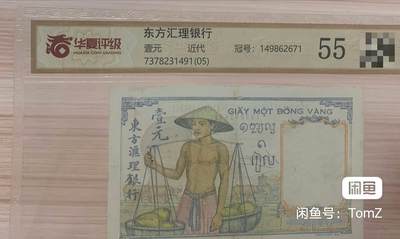 华夏评级
HUAXIA COIN GRADING
东方汇理银行
壹元 近代 冠号：149862671
7378231491(05)
55
GIẤY MỘT ĐỒNG VÀNG
壹元
東方滙理銀行
闲鱼
闲鱼号：TomZ